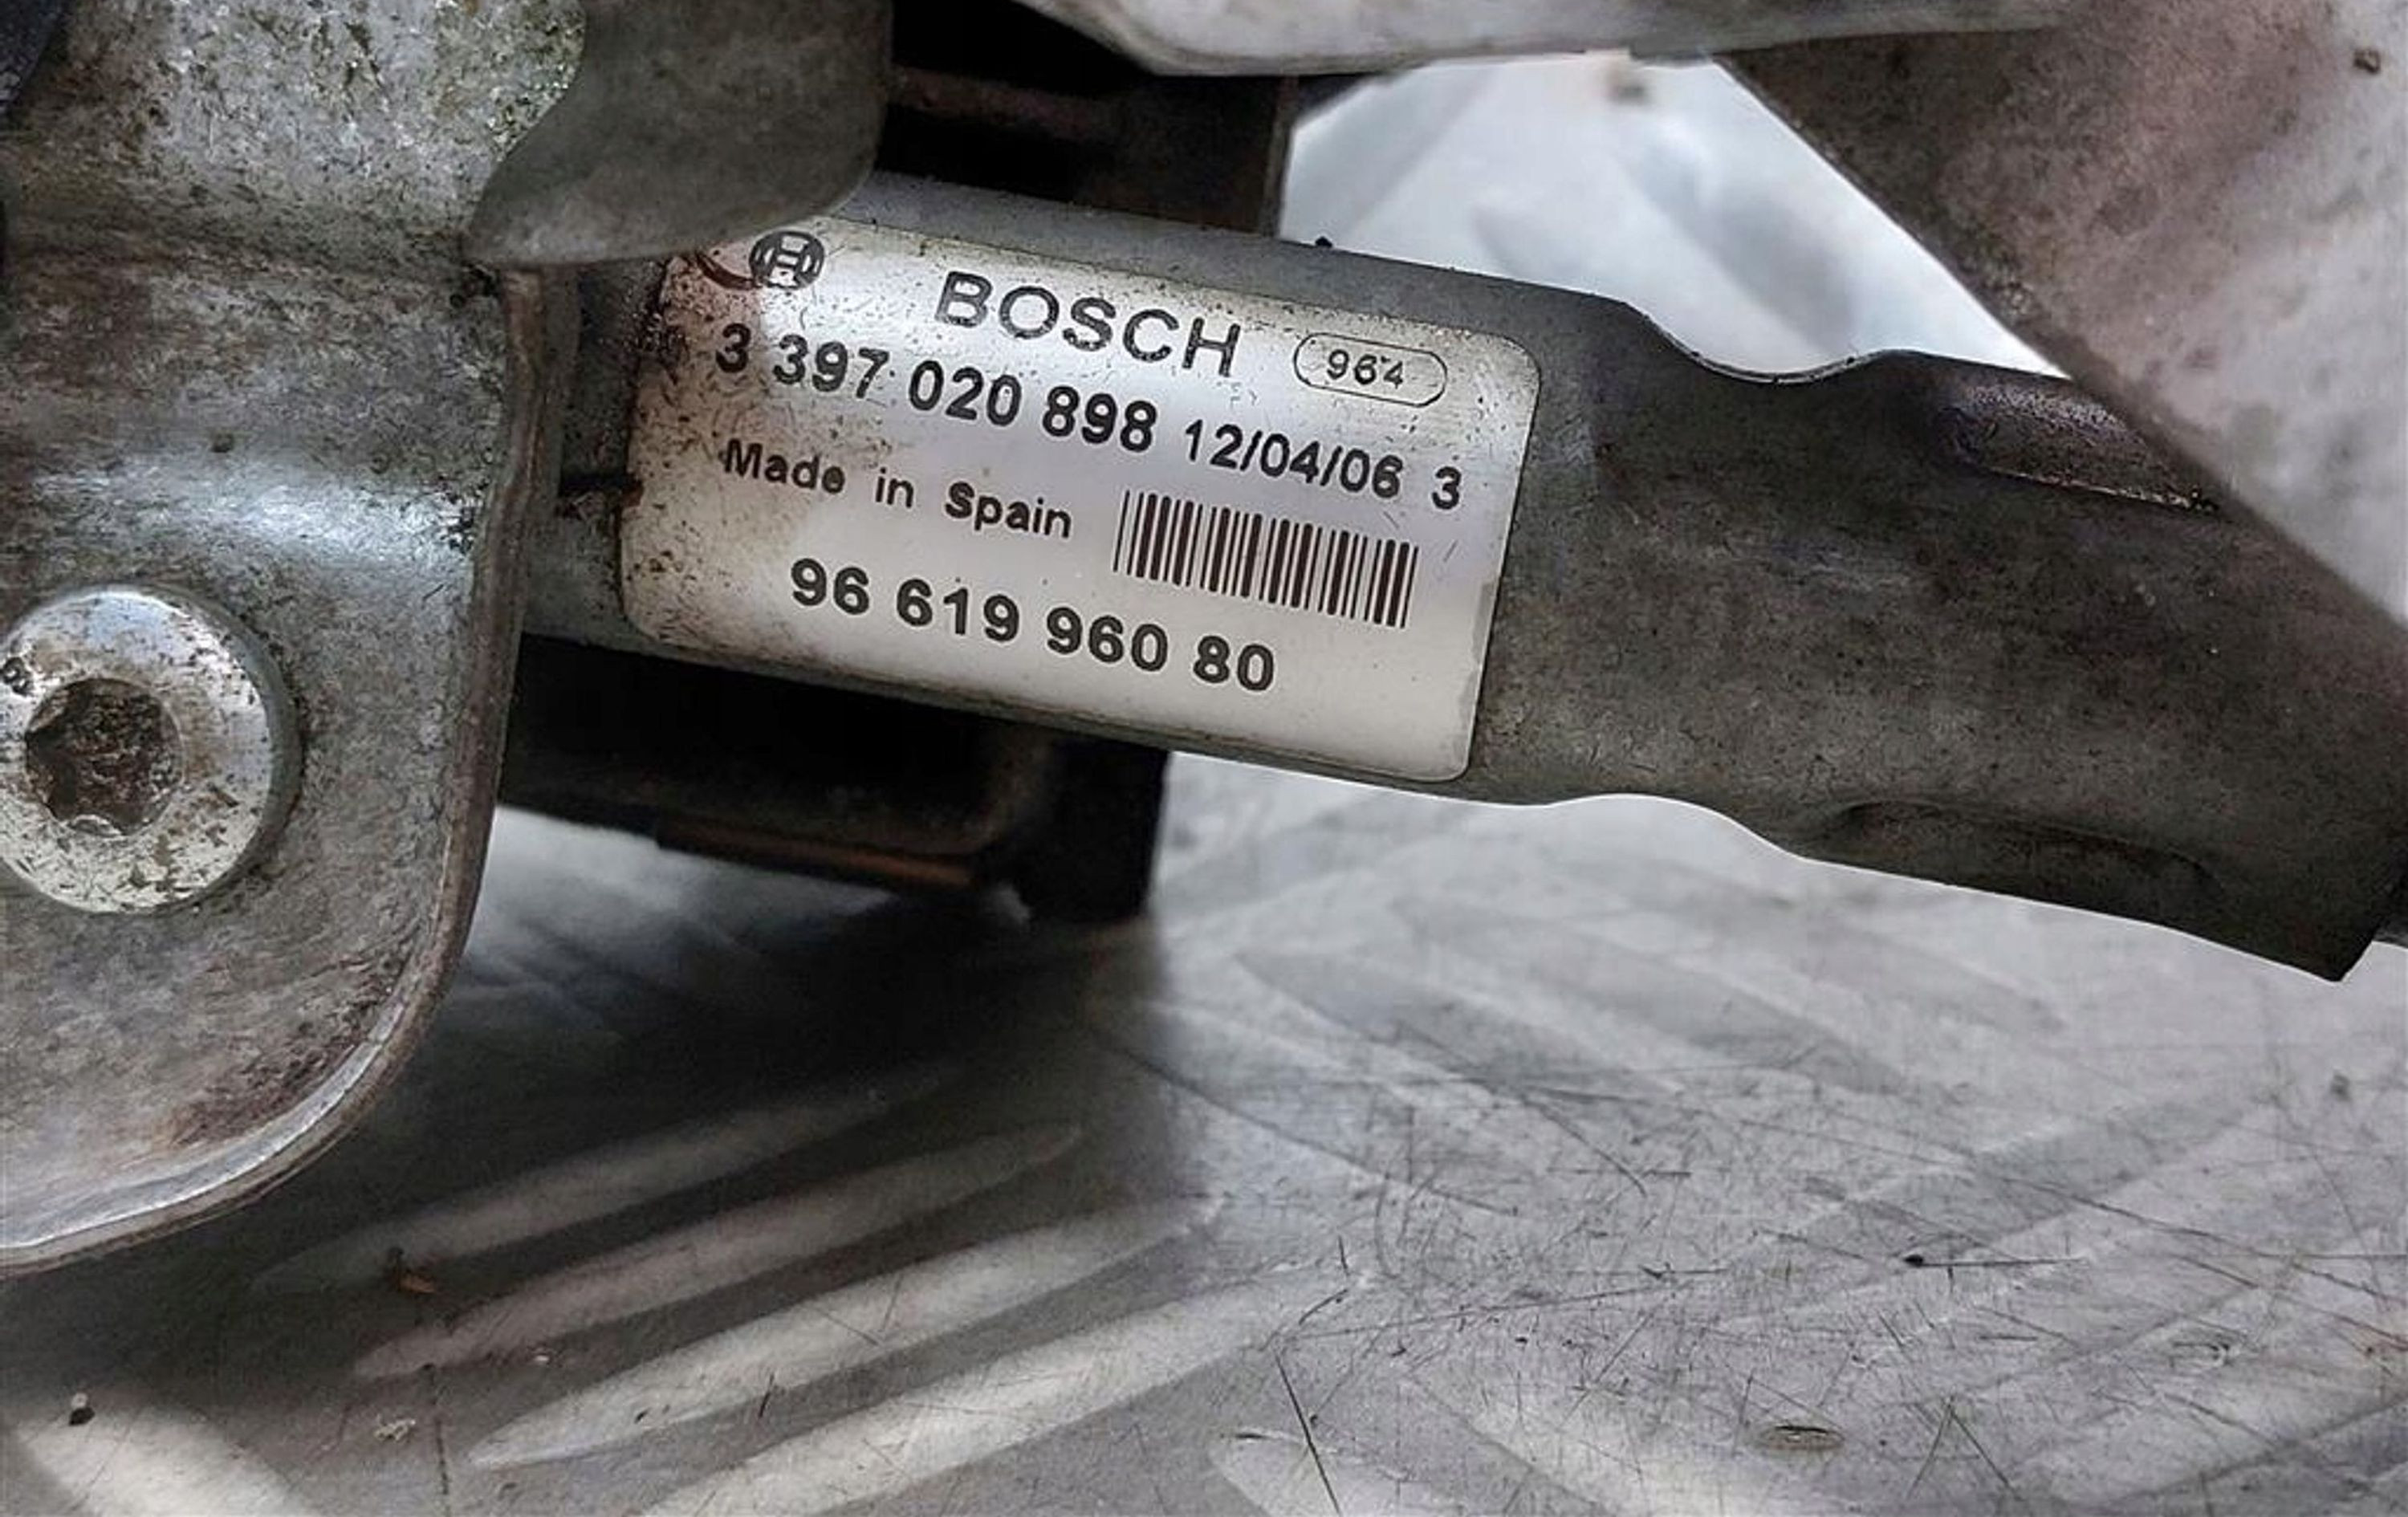 BOSCH 964
3 397 020 898 12/04/06 3
Made in Spain
96 619 960 80